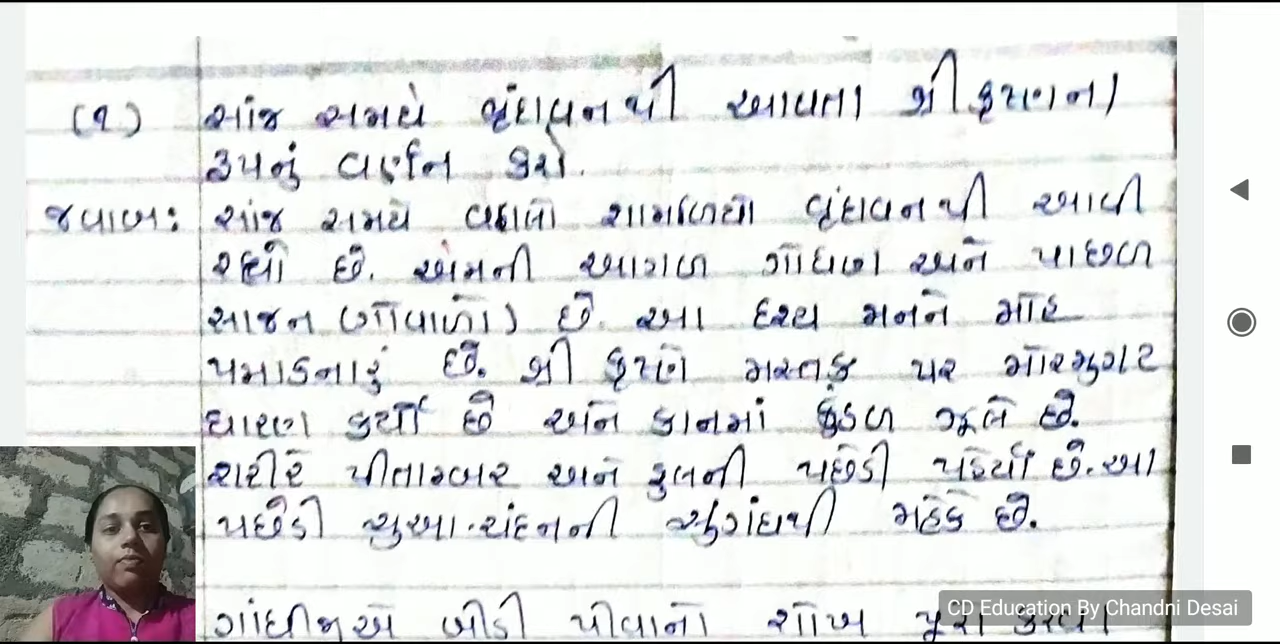 (૧) સાંજ સમયે વૃંદાવનથી આવતા શ્રીકૃષ્ણના
રૂપનું વર્ણન કરો.
જવાબઃ સાંજ સમયે વહાલો શામળિયો વૃંદાવનથી આવી
રહ્યો છે. એમની આગળ ગોધણ અને પાછળ
સાજન (ગોવાળો) છે. આ દશ્ય મનને મોહ
પમાડનારું છે. શ્રી કૃષ્ણે મસ્તક પર મોરમુગટ
ધારણ કર્યો છે અને કાનમાં કુંડળ ઝૂલે છે.
શરીરે પીતામ્બર અને ફુલની પછેડી પહેર્યા છે. આ
પછેડી ચુઆ-ચંદનની સુગંધથી મહેકે છે.
ગાંધીજીએ બીડી પીવાનો શોખ પૂરો કરવા
CD Education By Chandni Desai